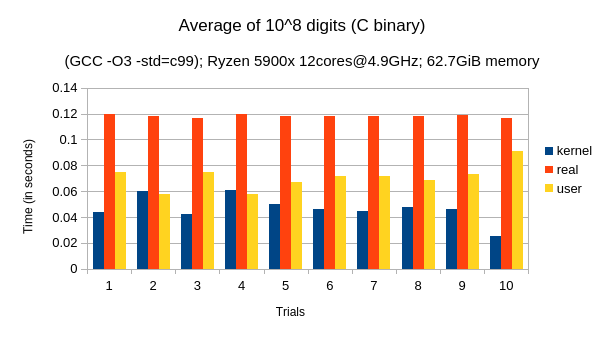 Average of 10^8 digits (C binary)
(GCC -O3 -std=c99); Ryzen 5900x 12cores@4.9GHz; 62.7GiB memory
0.14
0.12
0.1
0.08
0.06
0.04
0.02
0
Time (in seconds)
1 2 3 4 5 6 7 8 9 10
Trials
kernel
real
user